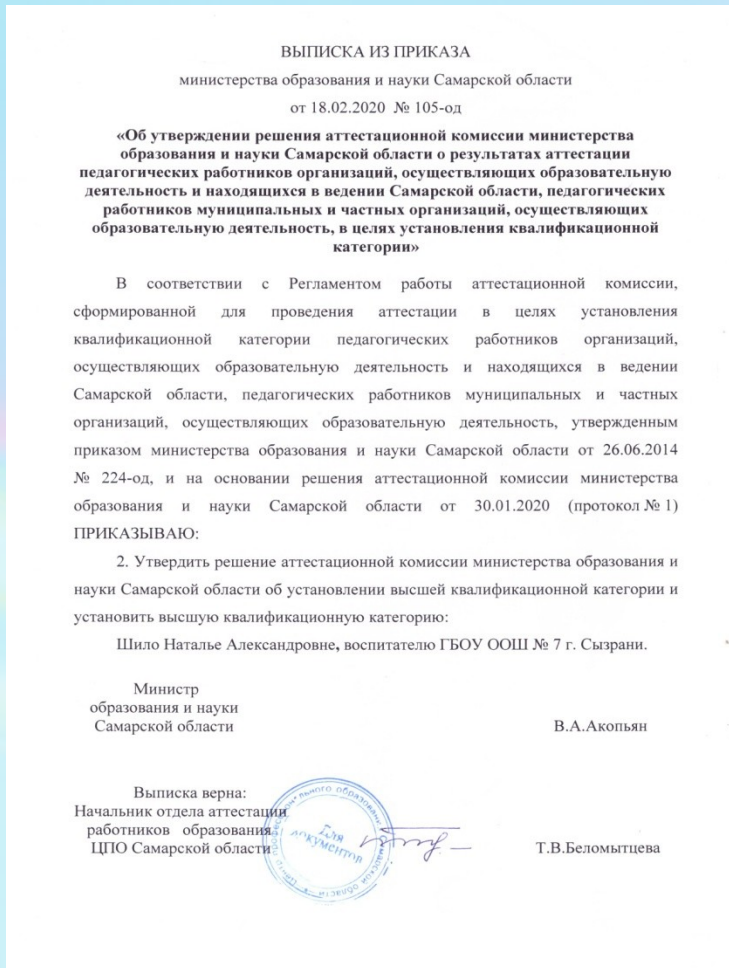 ВЫПИСКА ИЗ ПРИКАЗА
министерства образования и науки Самарской области
от 18.02.2020 № 105-од
«Об утверждении решения аттестационной комиссии министерства
образования и науки Самарской области о результатах аттестации
педагогических работников организаций, осуществляющих образовательную
деятельность и находящихся в ведении Самарской области, педагогических
работников муниципальных и частных организаций, осуществляющих
образовательную деятельность, в целях установления квалификационной
категории»
В соответствии с Регламентом работы аттестационной комиссии,
сформированной для проведения аттестации в целях установления
квалификационной категории педагогических работников организаций,
осуществляющих образовательную деятельность и находящихся в ведении
Самарской области, педагогических работников муниципальных и частных
организаций, осуществляющих образовательную деятельность, утвержденным
приказом министерства образования и науки Самарской области от 26.06.2014
№ 224-од, и на основании решения аттестационной комиссии министерства
образования и науки Самарской области от 30.01.2020 (протокол № 1)
ПРИКАЗЫВАЮ:
2. Утвердить решение аттестационной комиссии министерства образования и
науки Самарской области об установлении высшей квалификационной категории и
установить высшую квалификационную категорию:
Шило Наталье Александровне, воспитателю ГБОУ ООШ № 7 г. Сызрани.
Министр
образования и науки
Самарской области В.А.Акопьян
Выписка верна:
Начальник отдела аттестации
работников образования
ЦПО Самарской области Т.В.Беломытцева
Для
документов
Центр профессионального образования Самарской области